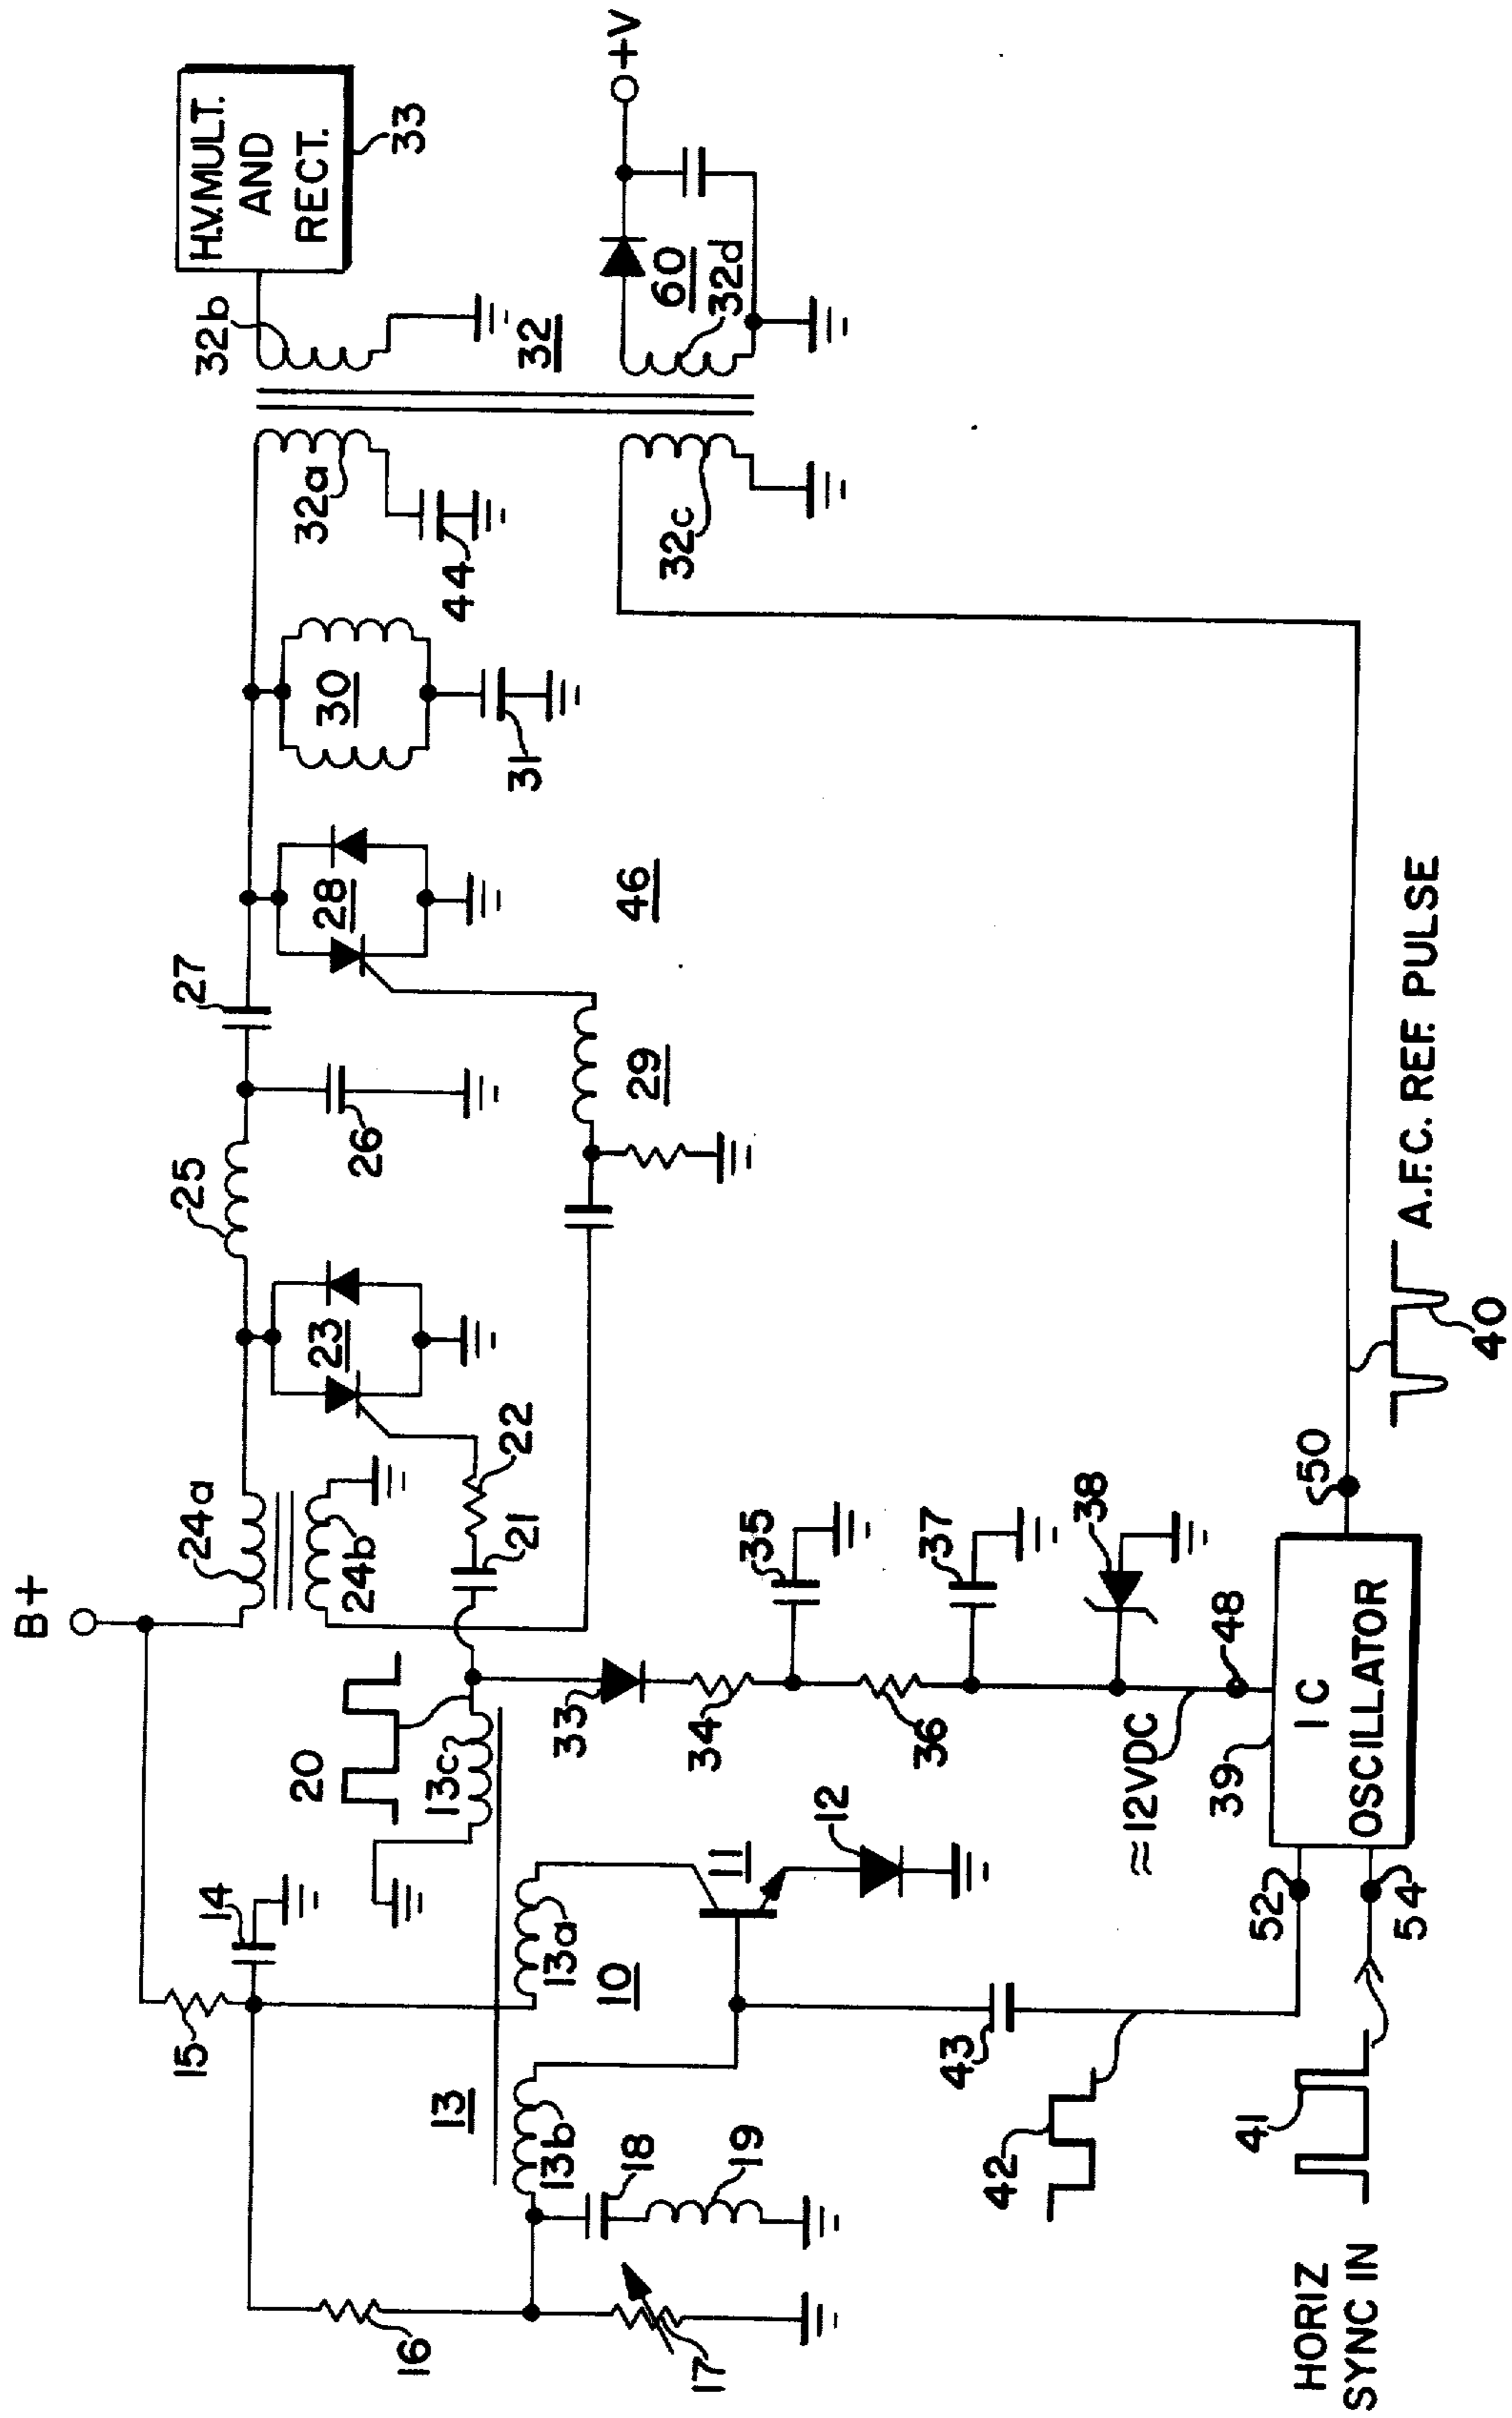 B+
24a
24b
25
26
27
28
23
22
21
29
46
30
31
32a
44
32b
32
32c
32d
H.V.MULT.
AND
RECT.
33
60
+V
14
15
16
17
18
19
13
13a
13b
13c
10
11
12
20
33
34
35
36
37
38
≈12VDC
48
39
IC
OSCILLATOR
50
52
54
43
42
41
HORIZ
SYNC IN
A.F.C. REF. PULSE
40